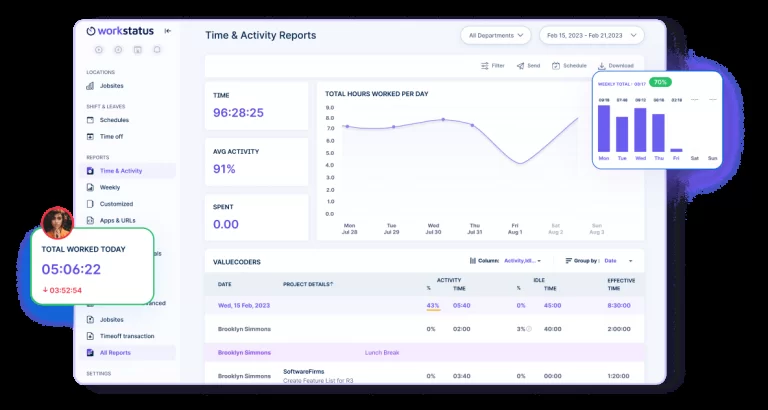 workstatus
LOCATIONS
Jobsites
SHIFT & LEAVES
Schedules
Time off
REPORTS
Time & Activity
Weekly
Customized
Apps & URLs
Jobsites
Timeoff transaction
All Reports
SETTINGS
TOTAL WORKED TODAY
05:06:22
03:52:54
Time & Activity Reports
All Departments
Feb 15, 2023 - Feb 21,2023
Filter
Send
Schedule
Download
TIME
96:28:25
AVG ACTIVITY
91%
SPENT
0.00
TOTAL HOURS WORKED PER DAY
9.0
8.0
7.0
6.0
5.0
4.0
3.0
2.0
1.0
0.0
Mon Tue Wed Thu Fri Sat Sun
Jul 28 Jul 29 Jul 30 Jul 31 Aug 1 Aug 2 Aug 3
WEEKLY TOTAL - 09:17 70%
Mon Tue Wed Thu Fri Sat Sun
VALUECODERS
Column: Group by: Date
ACTIVITY IDLE EFFECTIVE
DATE PROJECT DETAILS % TIME % TIME TIME
Wed, 15 Feb, 2023 43% 05:40 0% 45:00 8:30:00
Brooklyn Simmons 0% 02:00 3% 40:00 2:00:00
Brooklyn Simmons Lunch Break
SoftwareFirms
Brooklyn Simmons 0% 03:40 0% 00:00 1:20:00
Create Feature List for R3